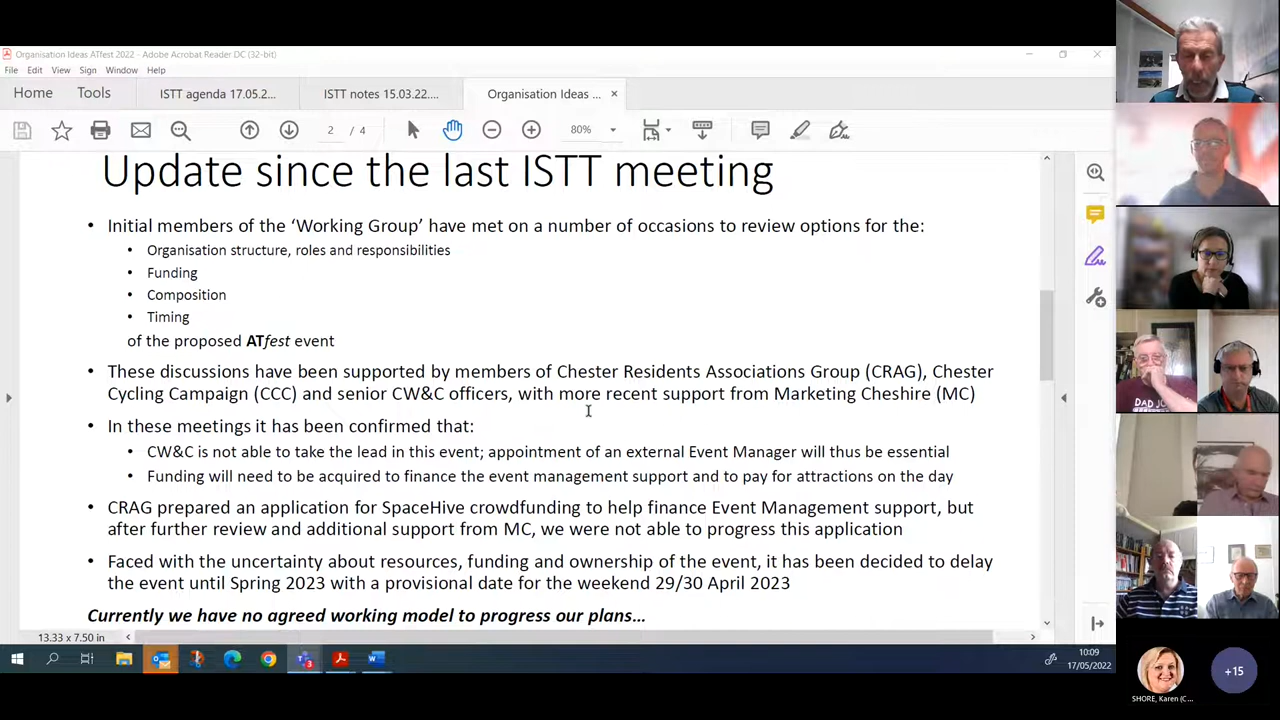 Organisation Ideas ATfest 2022 - Adobe Acrobat Reader DC (32-bit)
File Edit View Sign Window Help
Home Tools ISTT agenda 17.05.2... ISTT notes 15.03.22.... Organisation Ideas ... ×
2 / 4 80%
Update since the last ISTT meeting
• Initial members of the ‘Working Group’ have met on a number of occasions to review options for the:
• Organisation structure, roles and responsibilities
• Funding
• Composition
• Timing
of the proposed ATfest event
• These discussions have been supported by members of Chester Residents Associations Group (CRAG), Chester
Cycling Campaign (CCC) and senior CW&C officers, with more recent support from Marketing Cheshire (MC)
• In these meetings it has been confirmed that:
• CW&C is not able to take the lead in this event; appointment of an external Event Manager will thus be essential
• Funding will need to be acquired to finance the event management support and to pay for attractions on the day
• CRAG prepared an application for SpaceHive crowdfunding to help finance Event Management support, but
after further review and additional support from MC, we were not able to progress this application
• Faced with the uncertainty about resources, funding and ownership of the event, it has been decided to delay
the event until Spring 2023 with a provisional date for the weekend 29/30 April 2023
Currently we have no agreed working model to progress our plans...
13.33 x 7.50 in
10:09
17/05/2022
DAD JO
SHORE, Karen (C...
+15